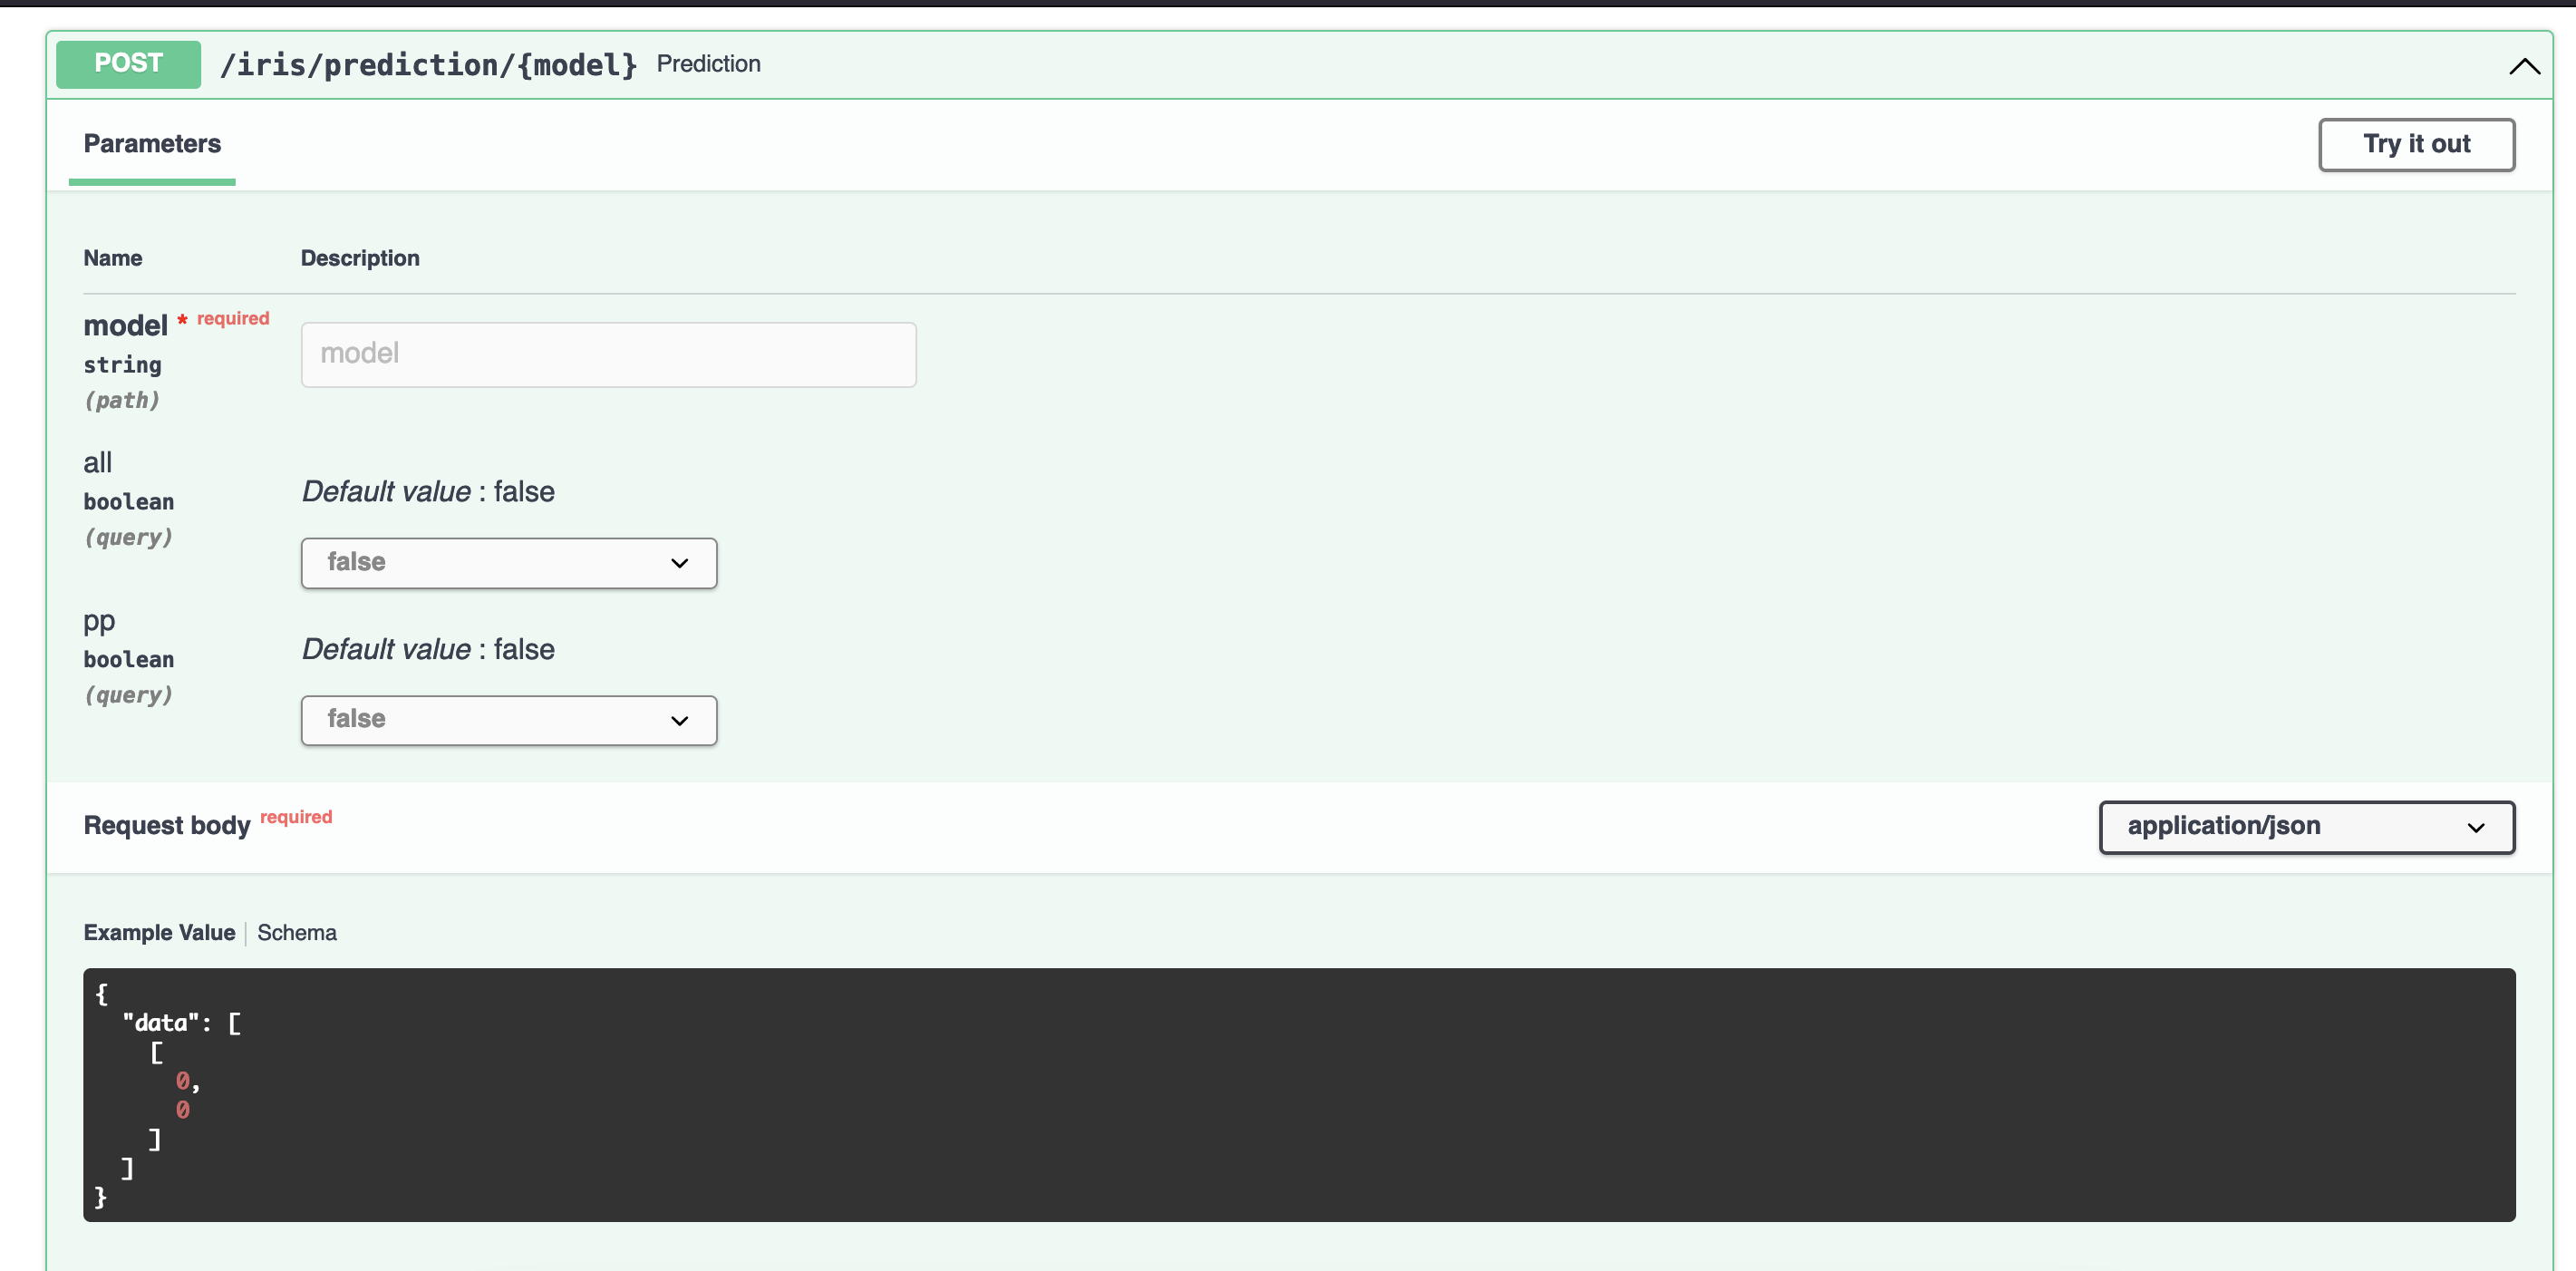 POST /iris/prediction/{model} Prediction
Parameters
Try it out
Name Description
model * required
string
(path)
model
all
boolean
(query)
Default value : false
false
pp
boolean
(query)
Default value : false
false
Request body required
application/json
Example Value Schema
{
  "data": [
    [
      0,
      0
    ]
  ]
}